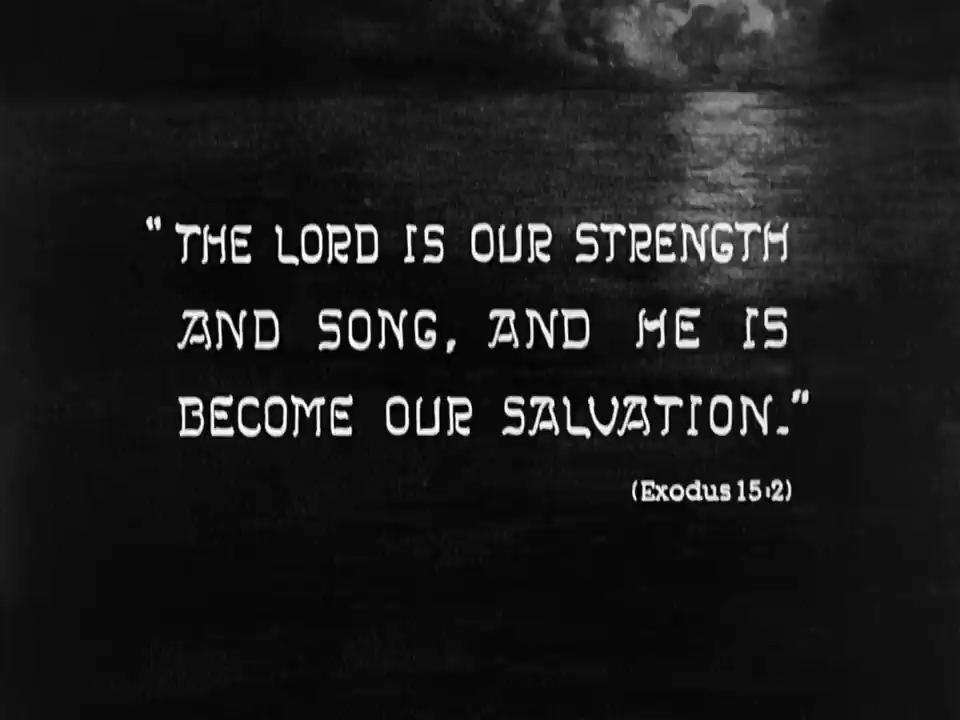 "THE LORD IS OUR STRENGTH
AND SONG, AND HE IS
BECOME OUR SALVATION."
(Exodus 15:2)